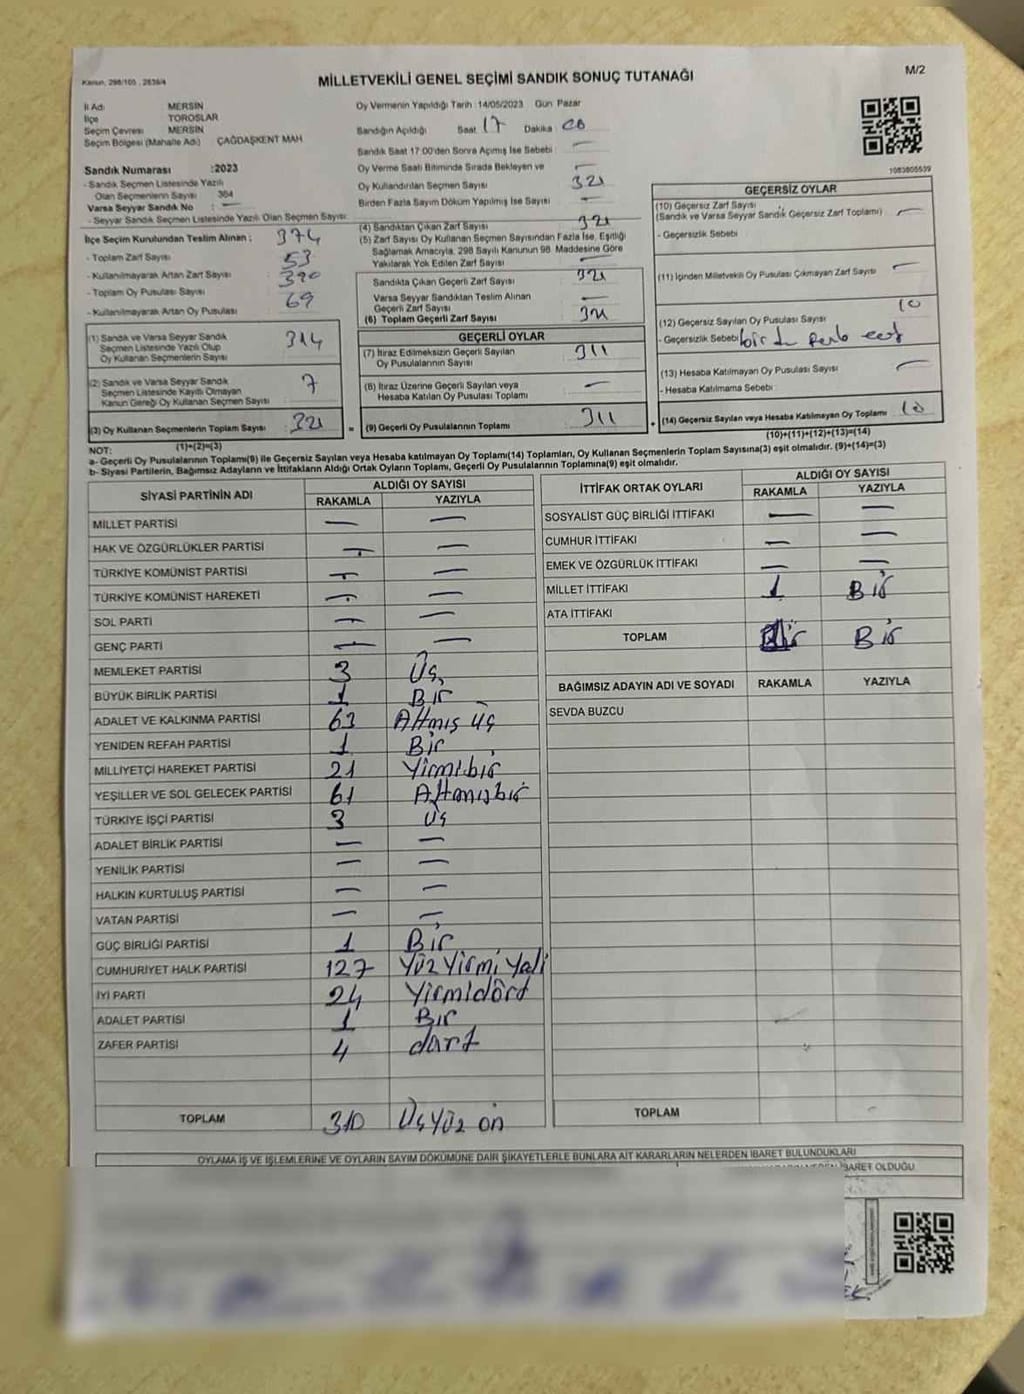 Kanun, 298/105 , 2839/4
MİLLETVEKİLİ GENEL SEÇİMİ SANDIK SONUÇ TUTANAĞI
M/2
İl Adı MERSİN
İlçe TOROSLAR
Seçim Çevresi MERSİN
Seçim Bölgesi (Mahalle Adı) ÇAĞDAŞKENT MAH
Sandık Numarası :2023
- Sandık Seçmen Listesinde Yazılı
Olan Seçmenlerin Sayısı 364
Varsa Seyyar Sandık No —
- Seyyar Sandık Seçmen Listesinde Yazılı Olan Seçmen Sayısı:
İlçe Seçim Kurulundan Teslim Alınan : 374
- Toplam Zarf Sayısı 53
- Kullanılmayarak Artan Zarf Sayısı 390
- Toplam Oy Pusulası Sayısı 69
- Kullanılmayarak Artan Oy Pusulası
(1) Sandık ve Varsa Seyyar Sandık
Seçmen Listesinde Yazılı Olup
Oy Kullanan Seçmenlerin Sayısı 314
(2) Sandık ve Varsa Seyyar Sandık
Seçmen Listesinde Kayıtlı Olmayan
Kanun Gereği Oy Kullanan Seçmen Sayısı 7
(3) Oy Kullanan Seçmenlerin Toplam Sayısı 321
(1)+(2)=(3)
Oy Vermenin Yapıldığı Tarih : 14/05/2023 Gün Pazar
Sandığın Açıldığı Saat 17 Dakika : 00
Sandık Saat 17:00'den Sonra Açımış İse Sebebi : —
Oy Verme Saati Bitiminde Sırada Bekleyen ve —
Oy Kullandırılan Seçmen Sayısı 321
Birden Fazla Sayım Döküm Yapılmış İse Sayısı —
(4) Sandıktan Çıkan Zarf Sayısı 321
(5) Zarf Sayısı Oy Kullanan Seçmen Sayısından Fazla İse, Eşitliği
Sağlamak Amacıyla, 298 Sayılı Kanunun 98. Maddesine Göre
Yakılarak Yok Edilen Zarf Sayısı —
Sandıkta Çıkan Geçerli Zarf Sayısı 321
Varsa Seyyar Sandıktan Teslim Alınan
Geçerli Zarf Sayısı —
(6) Toplam Geçerli Zarf Sayısı 321
GEÇERLİ OYLAR
(7) İtiraz Edilmeksizin Geçerli Sayılan
Oy Pusulalarının Sayısı 311
(8) İtiraz Üzerine Geçerli Sayılan veya
Hesaba Katılan Oy Pusulası Toplamı —
= (9) Geçerli Oy Pusulalarının Toplamı 311
1083805539
GEÇERSİZ OYLAR
(10) Geçersiz Zarf Sayısı
(Sandık ve Varsa Seyyar Sandık Geçersiz Zarf Toplamı) —
- Geçersizlik Sebebi
(11) İçinden Milletvekili Oy Pusulası Çıkmayan Zarf Sayısı —
10
(12) Geçersiz Sayılan Oy Pusulası Sayısı
- Geçersizlik Sebebi bir den
(13) Hesaba Katılmayan Oy Pusulası Sayısı —
- Hesaba Katılmama Sebebi :
+ (14) Geçersiz Sayılan veya Hesaba Katılmayan Oy Toplamı 10
(10)+(11)+(12)+(13)=(14)
NOT:
a- Geçerli Oy Pusulalarının Toplamı(9) ile Geçersiz Sayılan veya Hesaba katılmayan Oy Toplamı(14) Toplamları, Oy Kullanan Seçmenlerin Toplam Sayısına(3) eşit olmalıdır. (9)+(14)=(3)
b- Siyasi Partilerin, Bağımsız Adayların ve İttifakların Aldığı Ortak Oyların Toplamı, Geçerli Oy Pusulalarının Toplamına(9) eşit olmalıdır.
SİYASİ PARTİNİN ADI ALDIĞI OY SAYISI
RAKAMLA YAZIYLA
MİLLET PARTİSİ — —
HAK VE ÖZGÜRLÜKLER PARTİSİ — —
TÜRKİYE KOMÜNİST PARTİSİ — —
TÜRKİYE KOMÜNİST HAREKETİ — —
SOL PARTİ — —
GENÇ PARTİ — —
MEMLEKET PARTİSİ 3 Üç
BÜYÜK BİRLİK PARTİSİ 1 Bir
ADALET VE KALKINMA PARTİSİ 63 Altmış üç
YENİDEN REFAH PARTİSİ 1 Bir
MİLLİYETÇİ HAREKET PARTİSİ 21 Yirmi bir
YEŞİLLER VE SOL GELECEK PARTİSİ 61 Altmış bir
TÜRKİYE İŞÇİ PARTİSİ 3 Üç
ADALET BİRLİK PARTİSİ — —
YENİLİK PARTİSİ — —
HALKIN KURTULUŞ PARTİSİ — —
VATAN PARTİSİ — —
GÜÇ BİRLİĞİ PARTİSİ 1 Bir
CUMHURİYET HALK PARTİSİ 127 Yüz Yirmi Yedi
İYİ PARTİ 24 Yirmidört
ADALET PARTİSİ 1 Bir
ZAFER PARTİSİ 4 dört
TOPLAM 310 Üç Yüz on
İTTİFAK ORTAK OYLARI ALDIĞI OY SAYISI
RAKAMLA YAZIYLA
SOSYALİST GÜÇ BİRLİĞİ İTTİFAKI — —
CUMHUR İTTİFAKI — —
EMEK VE ÖZGÜRLÜK İTTİFAKI — —
MİLLET İTTİFAKI 1 Bir
ATA İTTİFAKI
TOPLAM Bir
BAĞIMSIZ ADAYIN ADI VE SOYADI RAKAMLA YAZIYLA
SEVDA BUZCU
TOPLAM
OYLAMA İŞ VE İŞLEMLERİNE VE OYLARIN SAYIM DÖKÜMÜNE DAİR ŞİKAYETLERLE BUNLARA AİT KARARLARIN NELERDEN İBARET BULUNDUKLARI
İBARET OLDUĞU